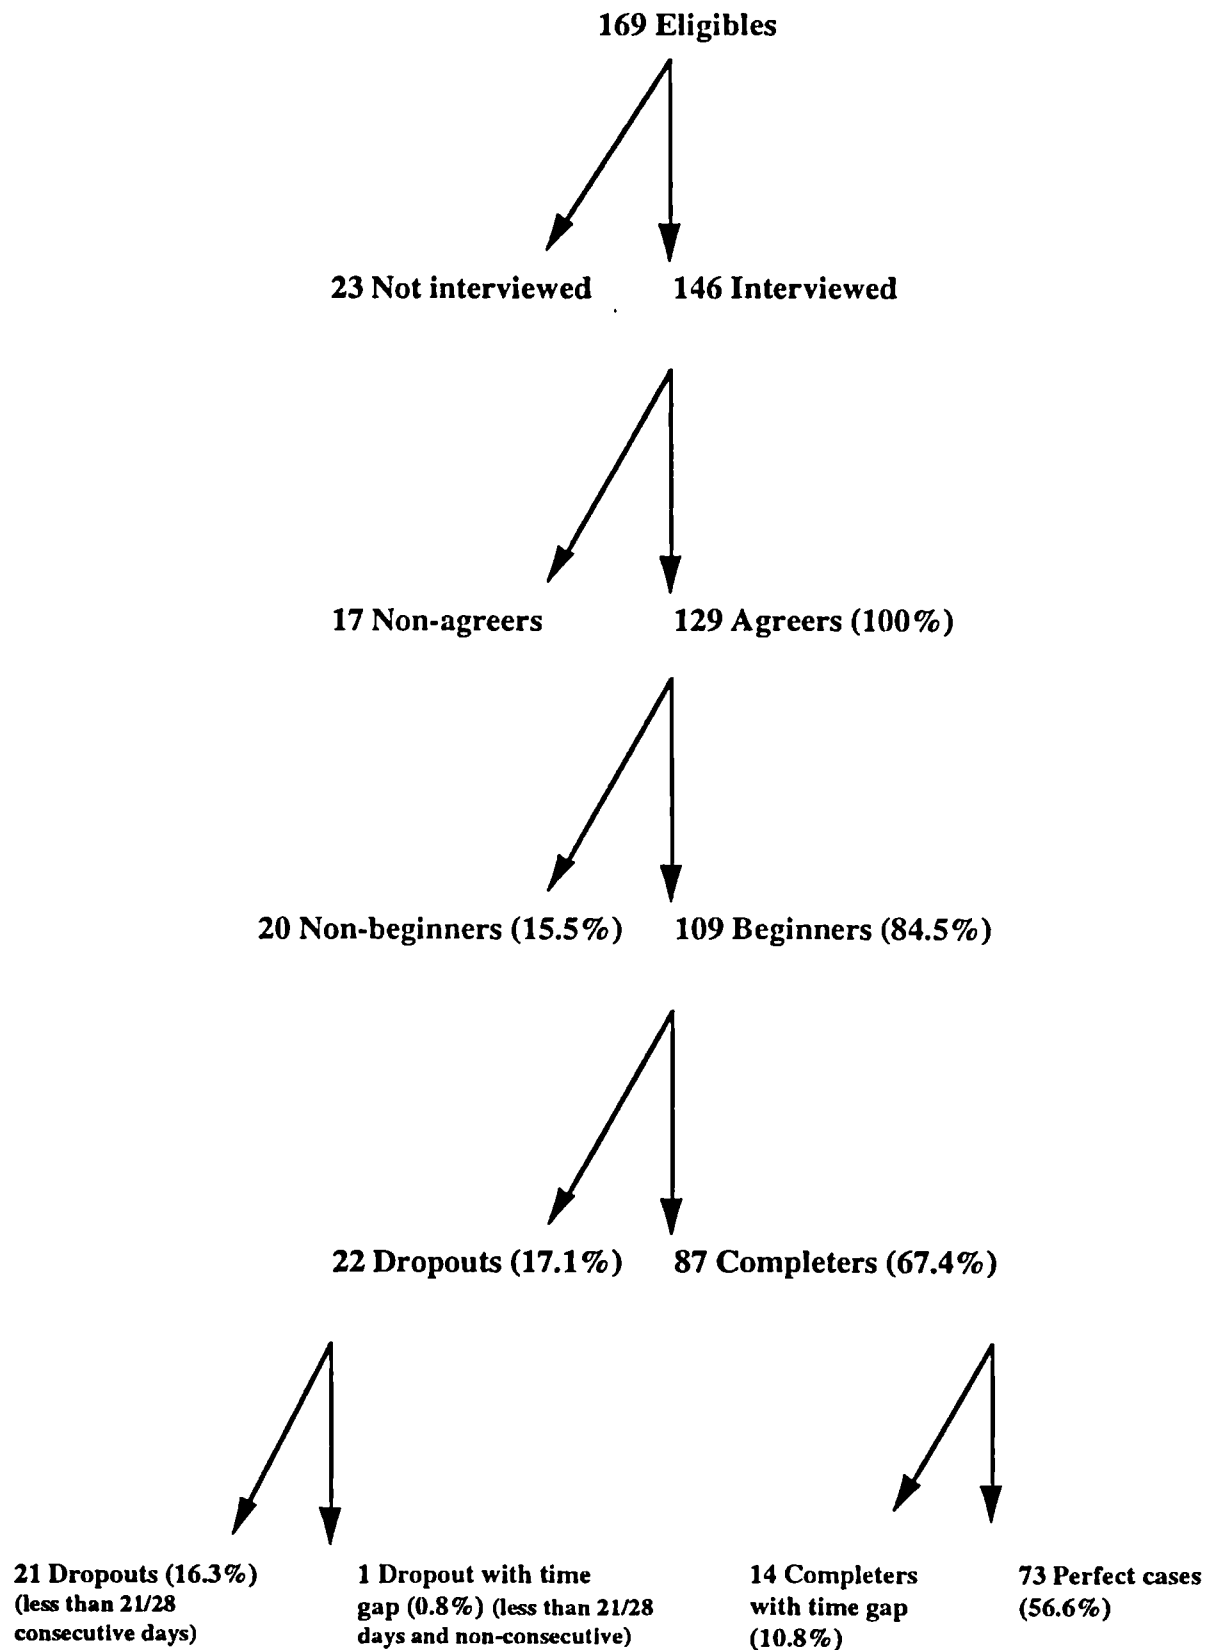 169 Eligibles
23 Not interviewed
146 Interviewed
17 Non-agreers
129 Agreers (100%)
20 Non-beginners (15.5%)
109 Beginners (84.5%)
22 Dropouts (17.1%)
87 Completers (67.4%)
21 Dropouts (16.3%)
(less than 21/28
consecutive days)
1 Dropout with time
gap (0.8%) (less than 21/28
days and non-consecutive)
14 Completers
with time gap
(10.8%)
73 Perfect cases
(56.6%)